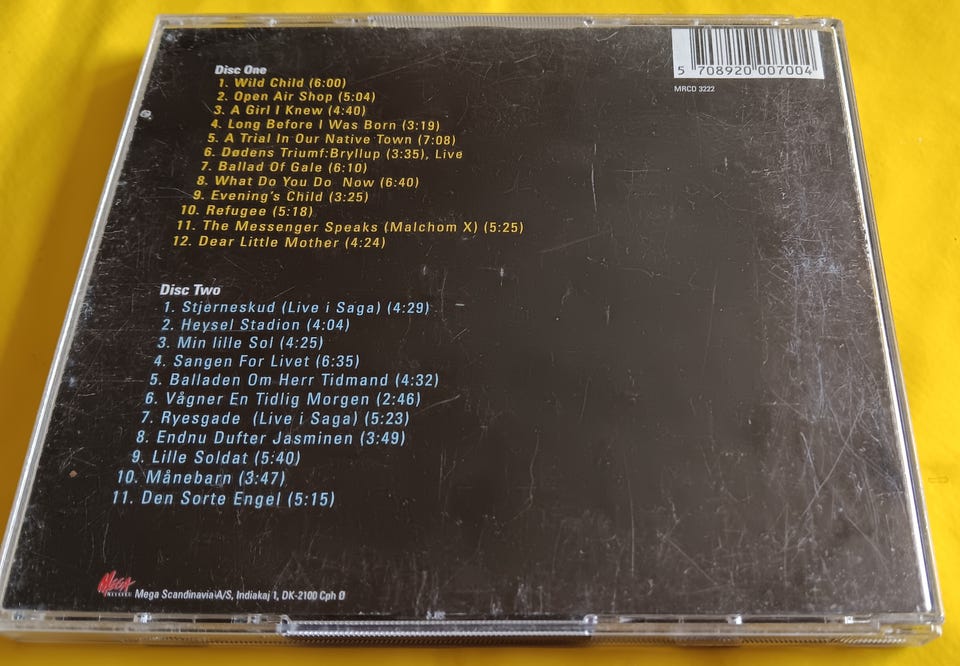 Disc One
1. Wild Child (6:00)
2. Open Air Shop (5:04)
3. A Girl I Knew (4:40)
4. Long Before I Was Born (3:19)
5. A Trial In Our Native Town (7:08)
6. Dødens Triumf:Bryllup (3:35), Live
7. Ballad Of Gale (6:10)
8. What Do You Do Now (6:40)
9. Evening's Child (3:25)
10. Refugee (5:18)
11. The Messenger Speaks (Malchom X) (5:25)
12. Dear Little Mother (4:24)
5 708920 007004
MRCD 3222
Disc Two
1. Stjerneskud (Live i Saga) (4:29)
2. Heysel Stadion (4:04)
3. Min lille Sol (4:25)
4. Sangen For Livet (6:35)
5. Balladen Om Herr Tidmand (4:32)
6. Vågner En Tidlig Morgen (2:46)
7. Ryesgade (Live i Saga) (5:23)
8. Endnu Dufter Jasminen (3:49)
9. Lille Soldat (5:40)
10. Månebarn (3:47)
11. Den Sorte Engel (5:15)
Mega
RECORDS
Mega Scandinavia A/S, Indiakaj 1, DK-2100 Cph Ø